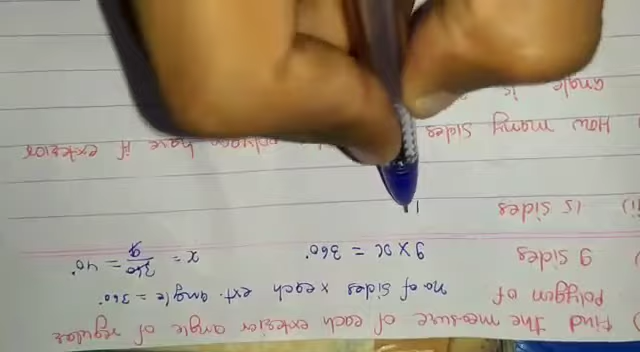 Find the measure of each exterior angle of regular
polygon of no of sides x each ext. angle = 360°
i) 9 sides 9 x x = 360° x = 360/9 = 40°
ii) 15 sides 1
How many sides polygon have if exterior
angle is